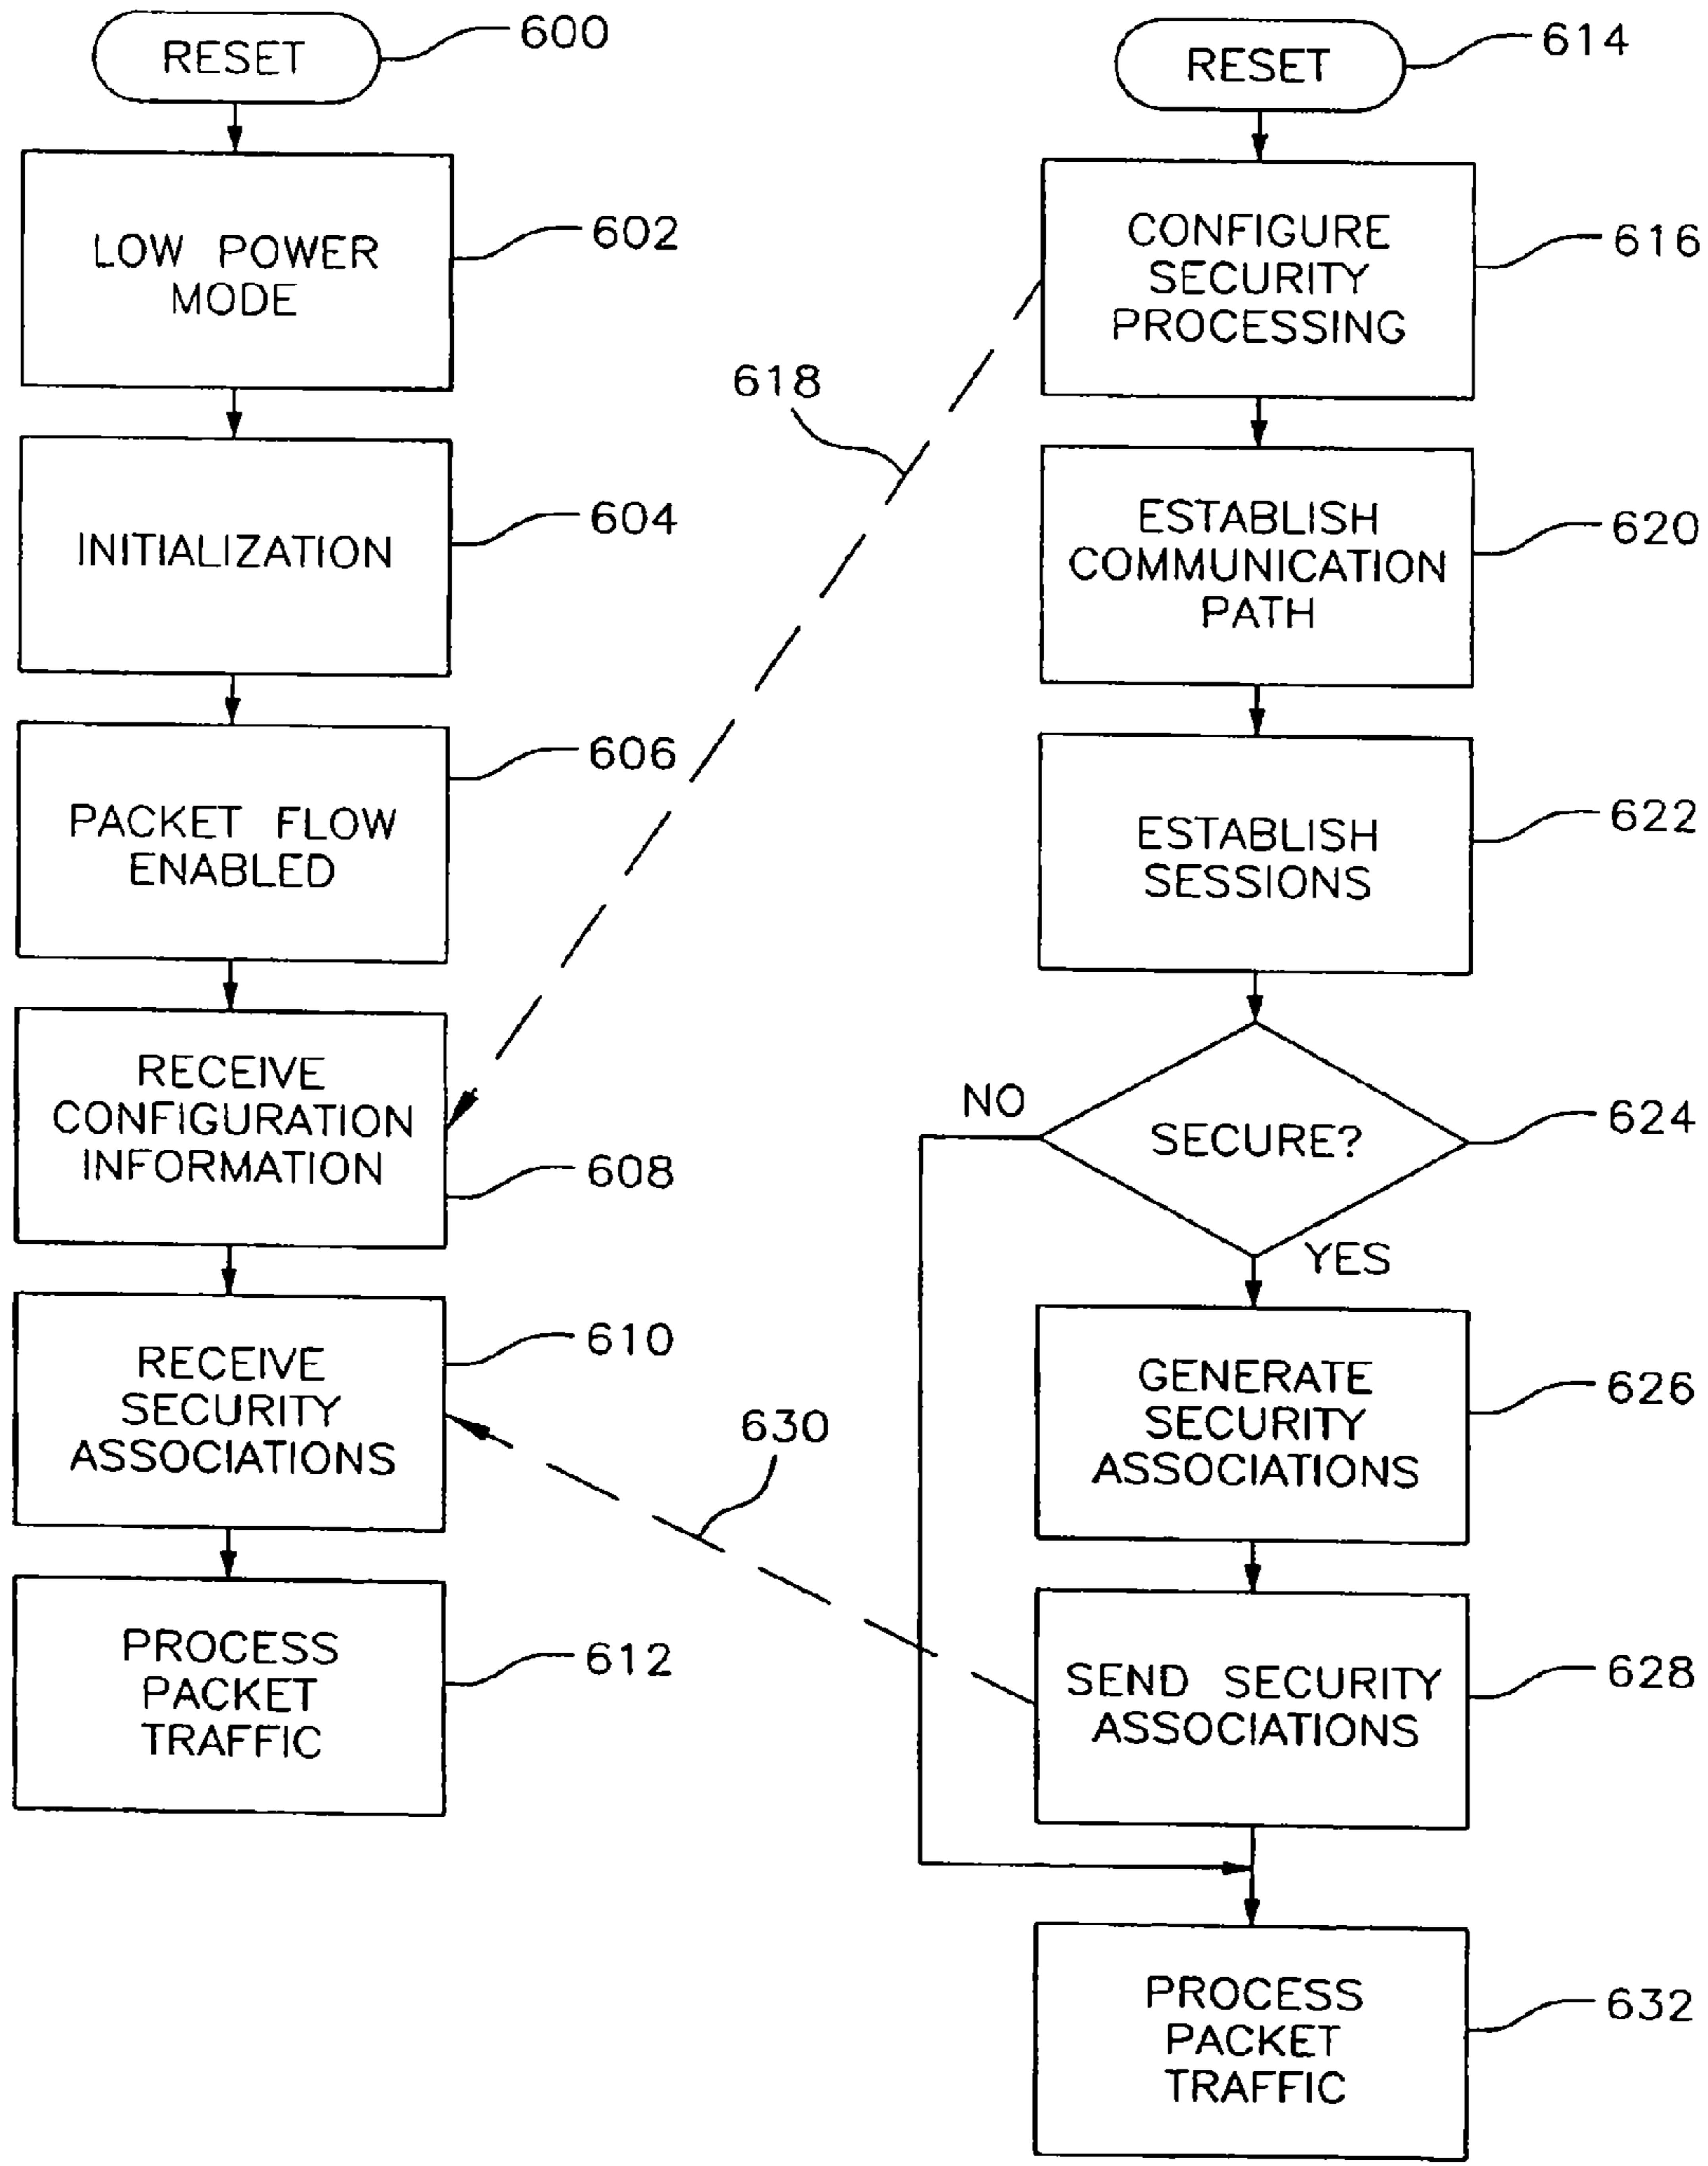 RESET
600
LOW POWER
MODE
602
INITIALIZATION
604
PACKET FLOW
ENABLED
606
RECEIVE
CONFIGURATION
INFORMATION
608
RECEIVE
SECURITY
ASSOCIATIONS
610
PROCESS
PACKET
TRAFFIC
612
618
630
RESET
614
CONFIGURE
SECURITY
PROCESSING
616
ESTABLISH
COMMUNICATION
PATH
620
ESTABLISH
SESSIONS
622
SECURE?
624
NO
YES
GENERATE
SECURITY
ASSOCIATIONS
626
SEND SECURITY
ASSOCIATIONS
628
PROCESS
PACKET
TRAFFIC
632